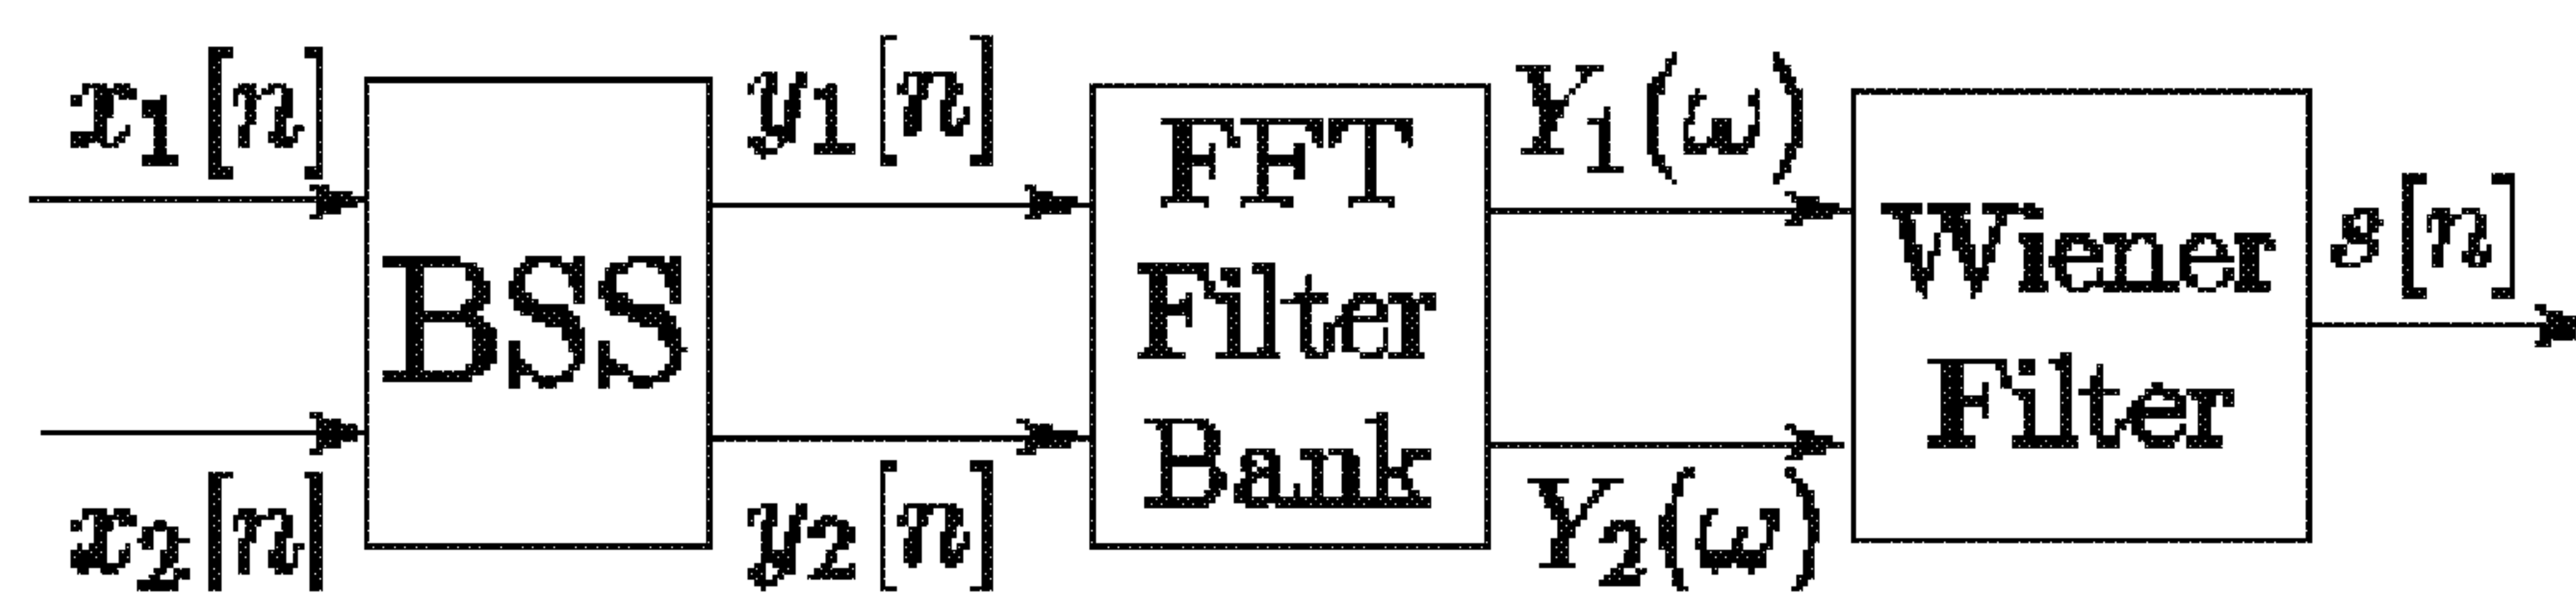 x₁[n]
x₂[n]
BSS
y₁[n]
y₂[n]
FFT
Filter
Bank
Y₁(ω)
Y₂(ω)
Wiener
Filter
s[n]